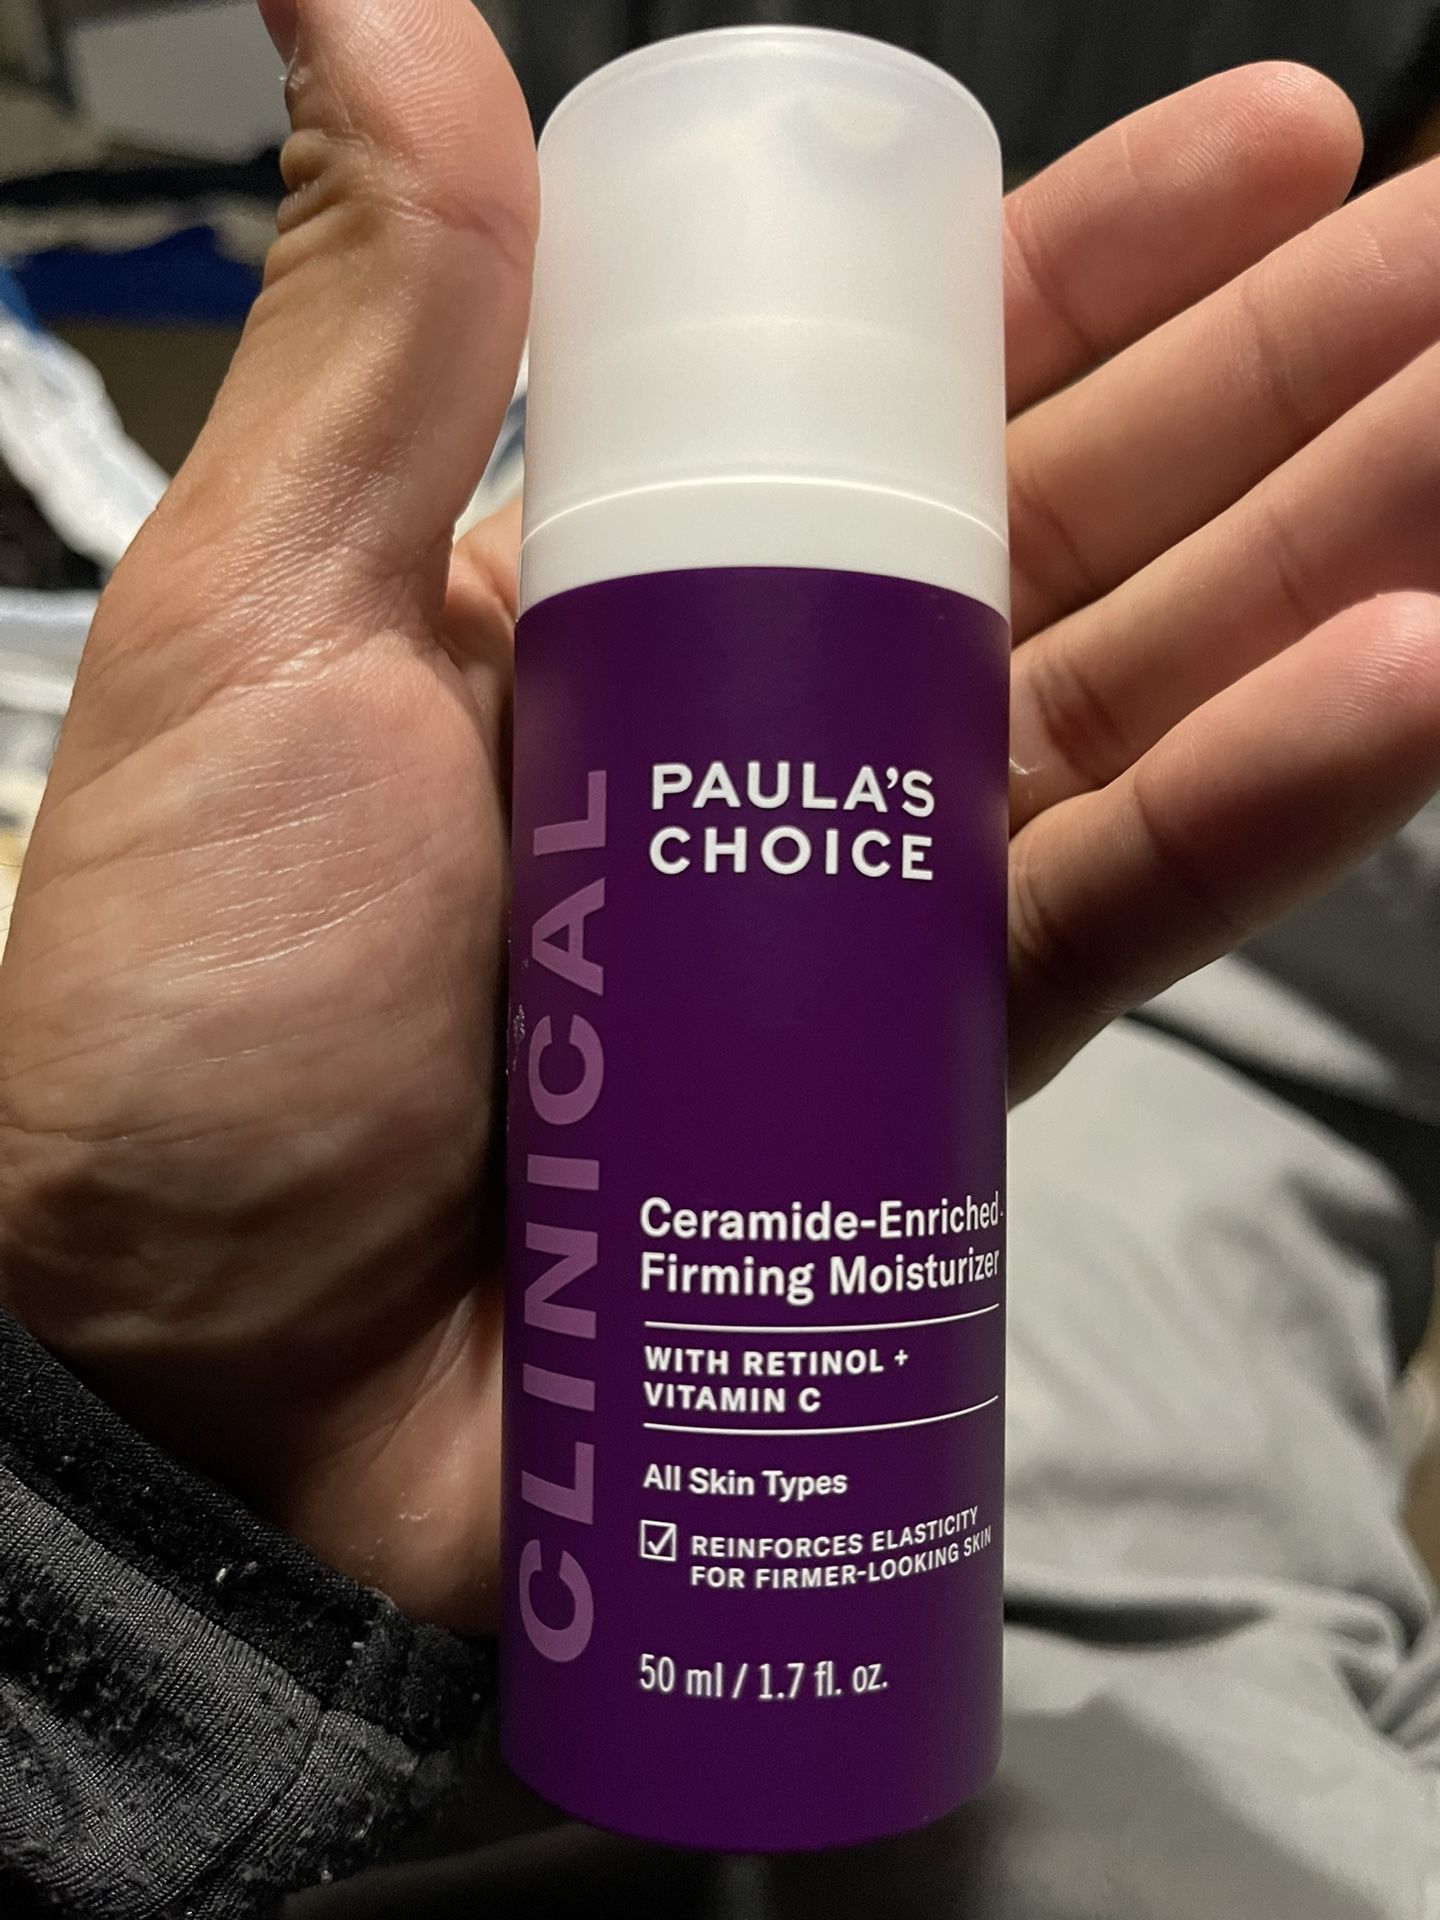 CLINICAL
PAULA'S
CHOICE
Ceramide-Enriched
Firming Moisturizer
WITH RETINOL +
VITAMIN C
All Skin Types
REINFORCES ELASTICITY
FOR FIRMER-LOOKING SKIN
50 ml / 1.7 fl. oz.